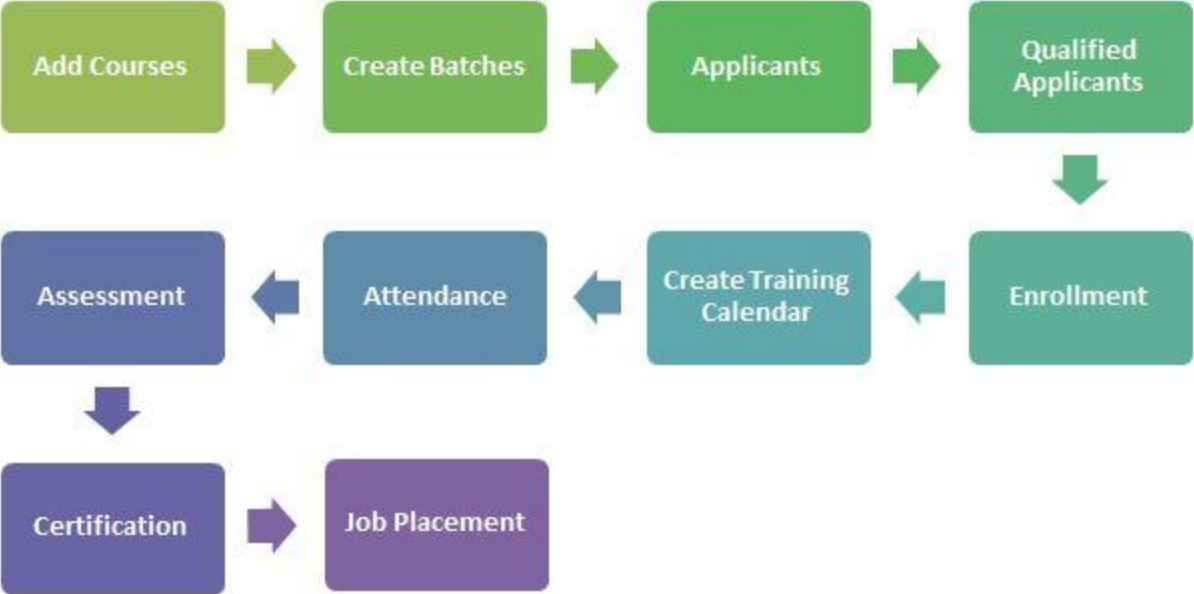 Add Courses
Create Batches
Applicants
Qualified
Applicants
Enrollment
Create Training
Calendar
Attendance
Assessment
Certification
Job Placement